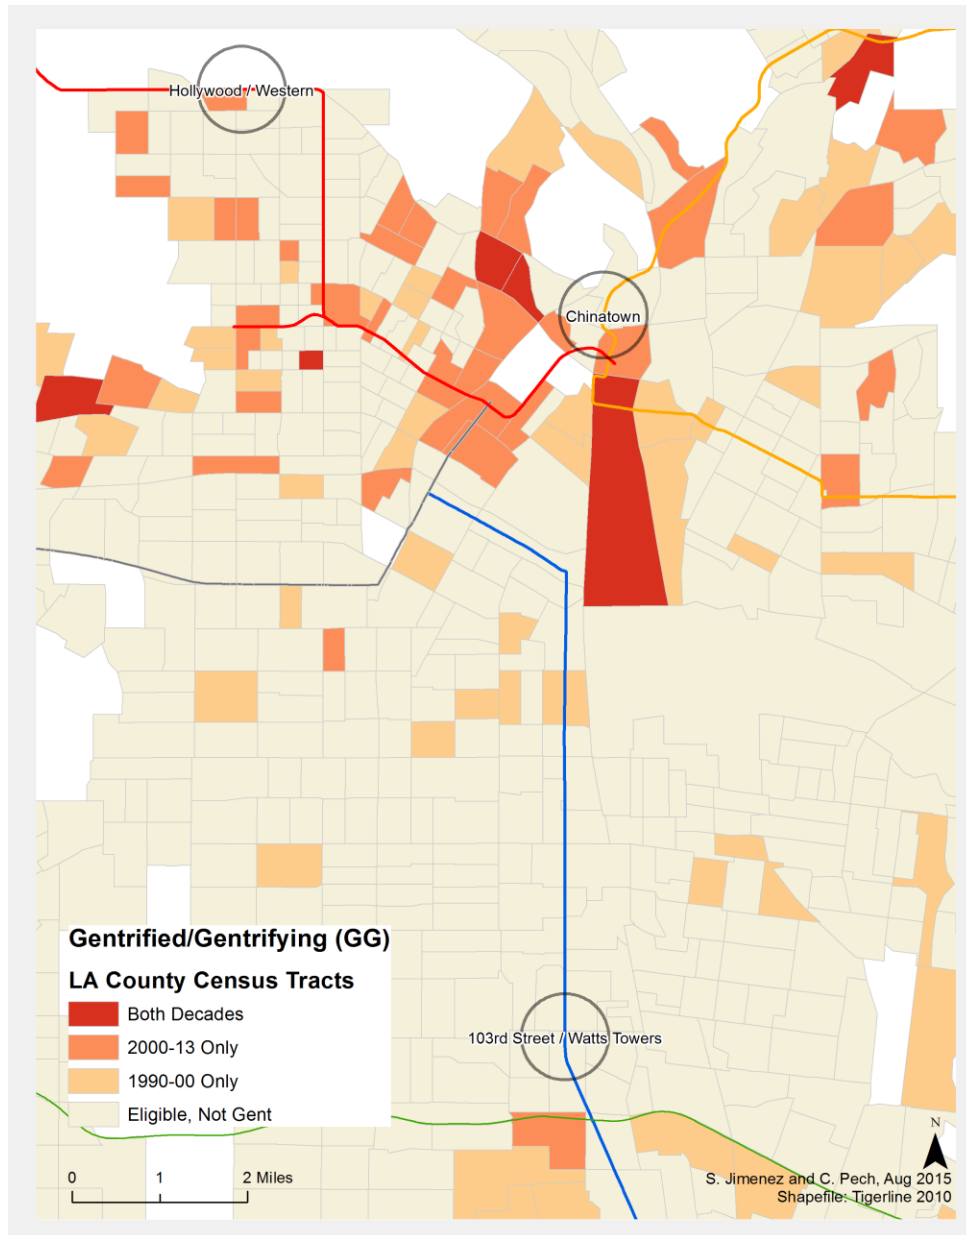 Hollywood / Western
Chinatown
Gentrified/Gentrifying (GG)
LA County Census Tracts
Both Decades
2000-13 Only
1990-00 Only
Eligible, Not Gent
103rd Street / Watts Towers
0 1 2 Miles
N
S. Jimenez and C. Pech, Aug 2015
Shapefile: Tigerline 2010